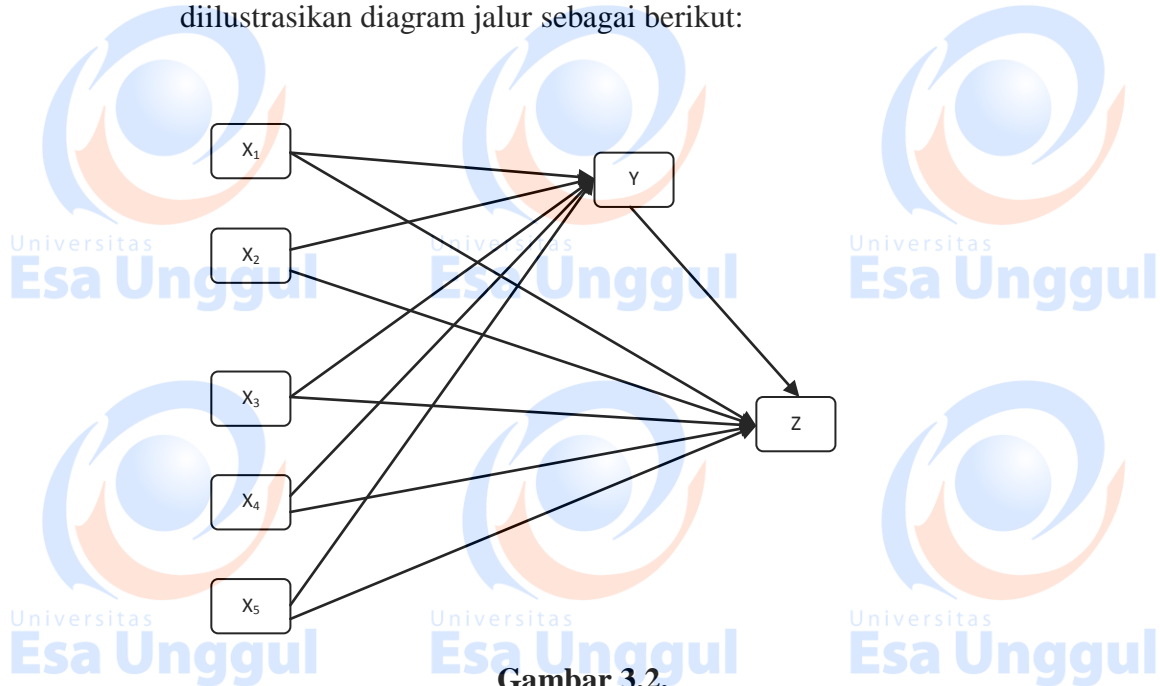 diilustrasikan diagram jalur sebagai berikut:
X₁
Y
X₂
Universitas Universitas Universitas
Esa Unggul Esa Unggul Esa Unggul
X₃
Z
X₄
X₅
Universitas Universitas Universitas
Esa Unggul Esa Unggul Esa Unggul
Gambar 3.2.